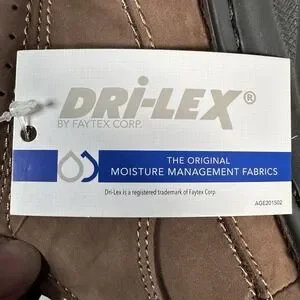 DRI-LEX®
BY FAYTEX CORP.
THE ORIGINAL
MOISTURE MANAGEMENT FABRICS
Dri-Lex is a registered trademark of Faytex Corp.
AGE201502